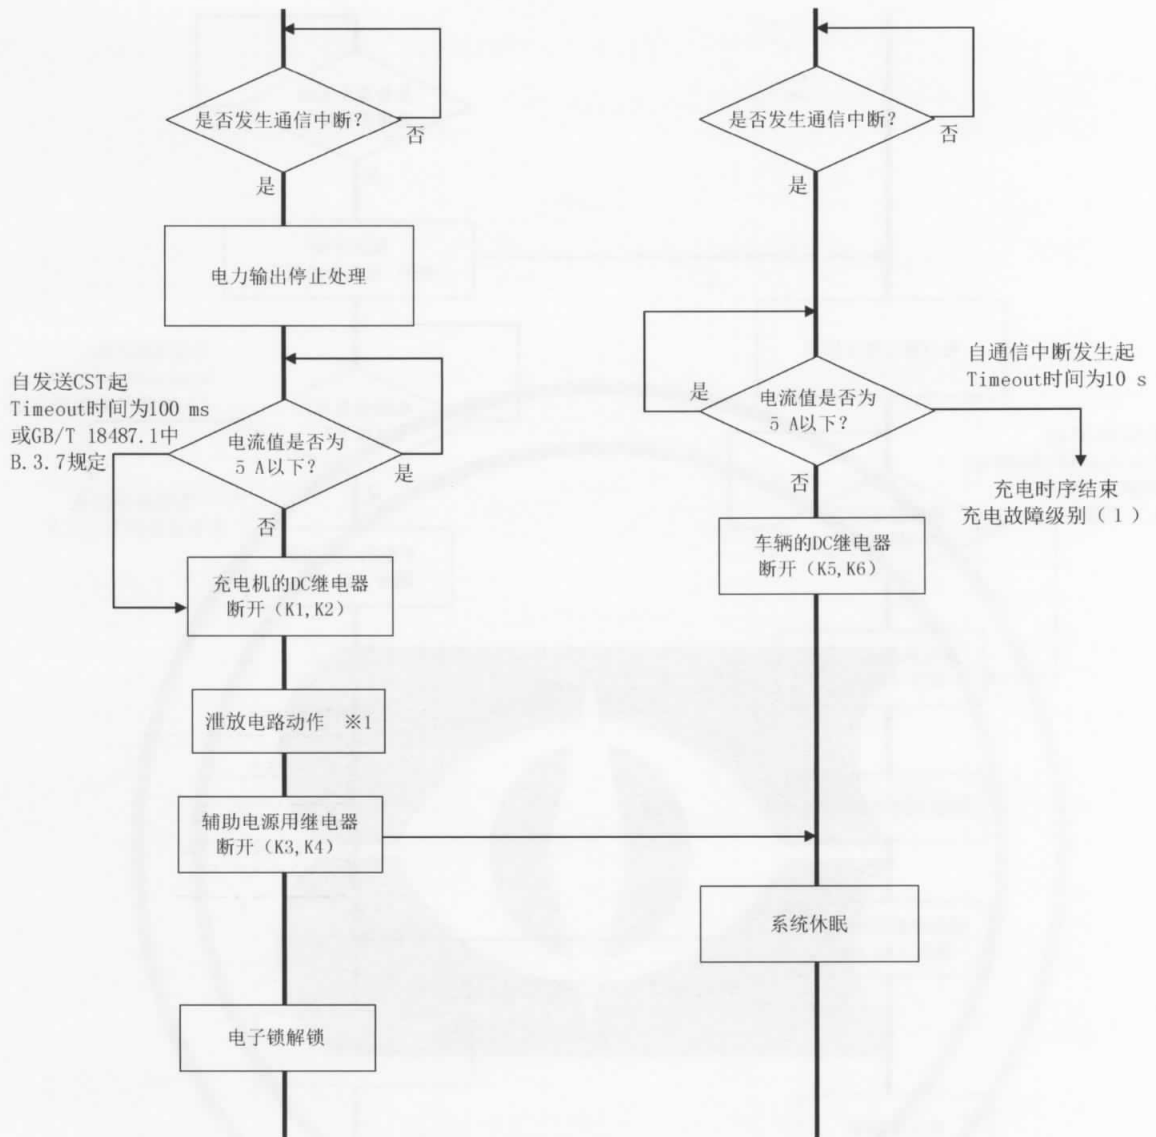 是否发生通信中断?
否
是
电力输出停止处理
自发送CST起
Timeout时间为100 ms
或GB/T 18487.1中
B.3.7规定
电流值是否为
5 A以下?
是
否
充电机的DC继电器
断开（K1,K2）
泄放电路动作 ※1
辅助电源用继电器
断开（K3,K4）
电子锁解锁
是否发生通信中断?
否
是
自通信中断发生起
Timeout时间为10 s
是
电流值是否为
5 A以下?
否
充电时序结束
充电故障级别（1）
车辆的DC继电器
断开（K5,K6）
系统休眠